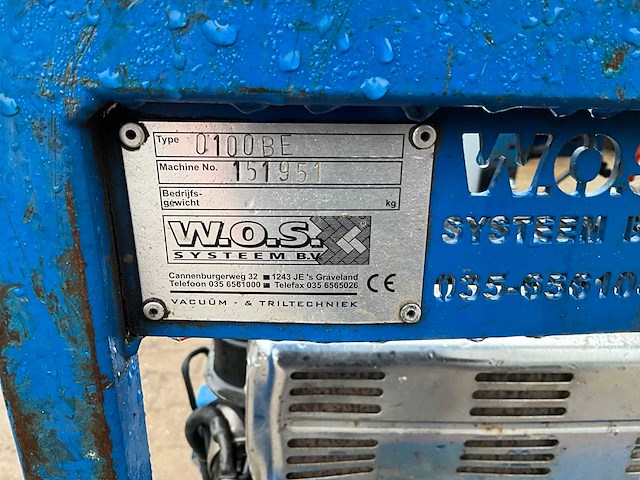 Type 0100BE
Machine No. 151951
Bedrijfs-
gewicht kg
W.O.S.
SYSTEEM B.V.
Cannenburgerweg 32 ■ 1243 JE 's Graveland
Telefoon 035 6561000 ■ Telefax 035 6565026
CE
VACUÜM - & TRILTECHNIEK
W.O.S
SYSTEEM
035-65610